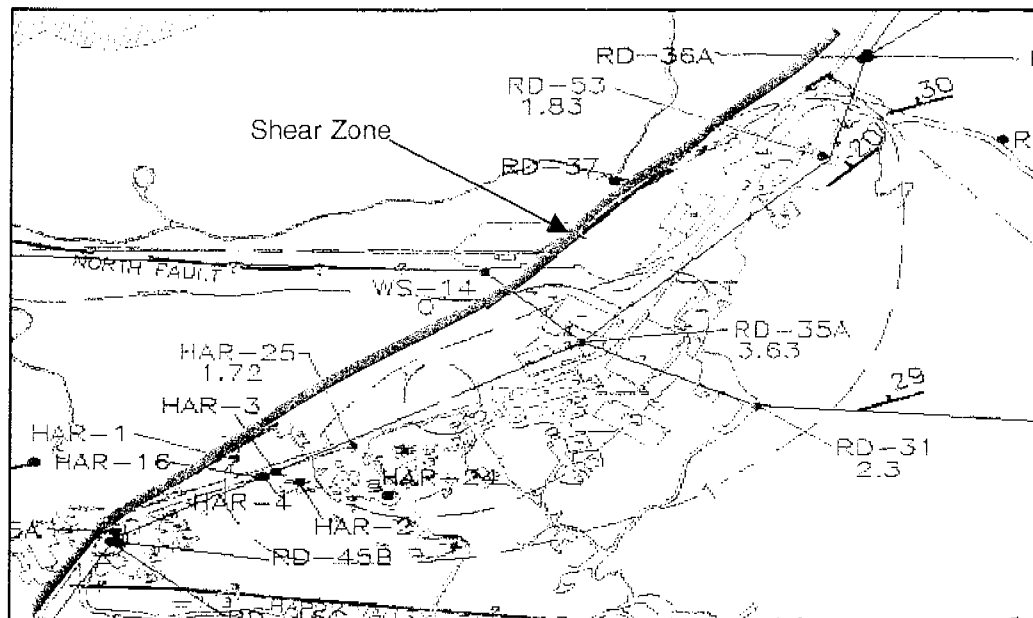 RD-36A
RD-53
1.83
30
Shear Zone
20
R
RD-37
NORTH FAULT
WS-14
RD-35A
3.63
HAR-25
1.72
29
HAR-3
HAR-1
HAR-16
HAR-24
RD-31
2.3
HAR-4
HAR-2
5A
RD-45B